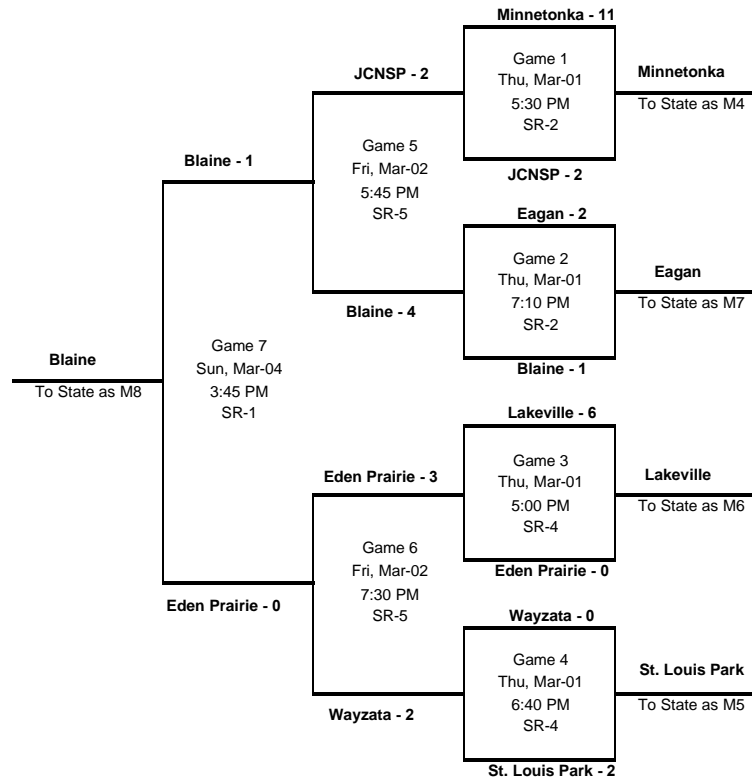 Minnetonka - 11
Game 1
Thu, Mar-01
5:30 PM
SR-2
JCNSP - 2
Minnetonka
To State as M4
JCNSP - 2
Game 5
Fri, Mar-02
5:45 PM
SR-5
Blaine - 1
Eagan - 2
Game 2
Thu, Mar-01
7:10 PM
SR-2
Blaine - 1
Eagan
To State as M7
Blaine - 4
Blaine
To State as M8
Game 7
Sun, Mar-04
3:45 PM
SR-1
Lakeville - 6
Game 3
Thu, Mar-01
5:00 PM
SR-4
Eden Prairie - 0
Lakeville
To State as M6
Eden Prairie - 3
Game 6
Fri, Mar-02
7:30 PM
SR-5
Eden Prairie - 0
Wayzata - 0
Game 4
Thu, Mar-01
6:40 PM
SR-4
St. Louis Park - 2
St. Louis Park
To State as M5
Wayzata - 2